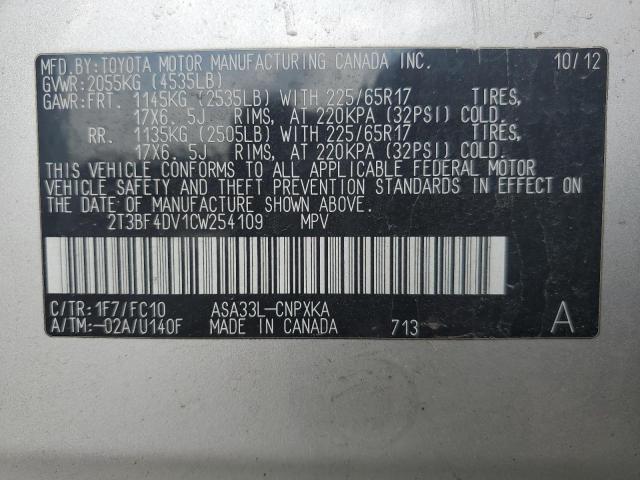 MFD. BY:TOYOTA MOTOR MANUFACTURING CANADA INC. 10/12
GVWR:2055KG (4535LB)
GAWR:FRT. 1145KG (2535LB) WITH 225/65R17 TIRES,
17X6.5J RIMS, AT 220KPA (32PSI) COLD.
RR. 1135KG (2505LB) WITH 225/65R17 TIRES,
17X6.5J RIMS, AT 220KPA (32PSI) COLD.
THIS VEHICLE CONFORMS TO ALL APPLICABLE FEDERAL MOTOR
VEHICLE SAFETY AND THEFT PREVENTION STANDARDS IN EFFECT ON
THE DATE OF MANUFACTURE SHOWN ABOVE.
2T3BF4DV1CW254109 MPV
C/TR:1F7/FC10 ASA33L-CNPXKA
A/TM:-02A/U140F MADE IN CANADA 713 A